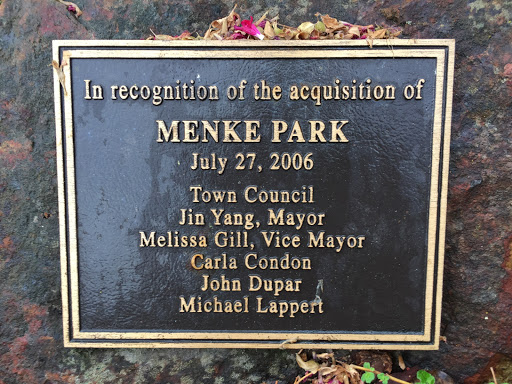 In recognition of the acquisition of
MENKE PARK
July 27, 2006
Town Council
Jin Yang, Mayor
Melissa Gill, Vice Mayor
Carla Condon
John Dupar
Michael Lappert